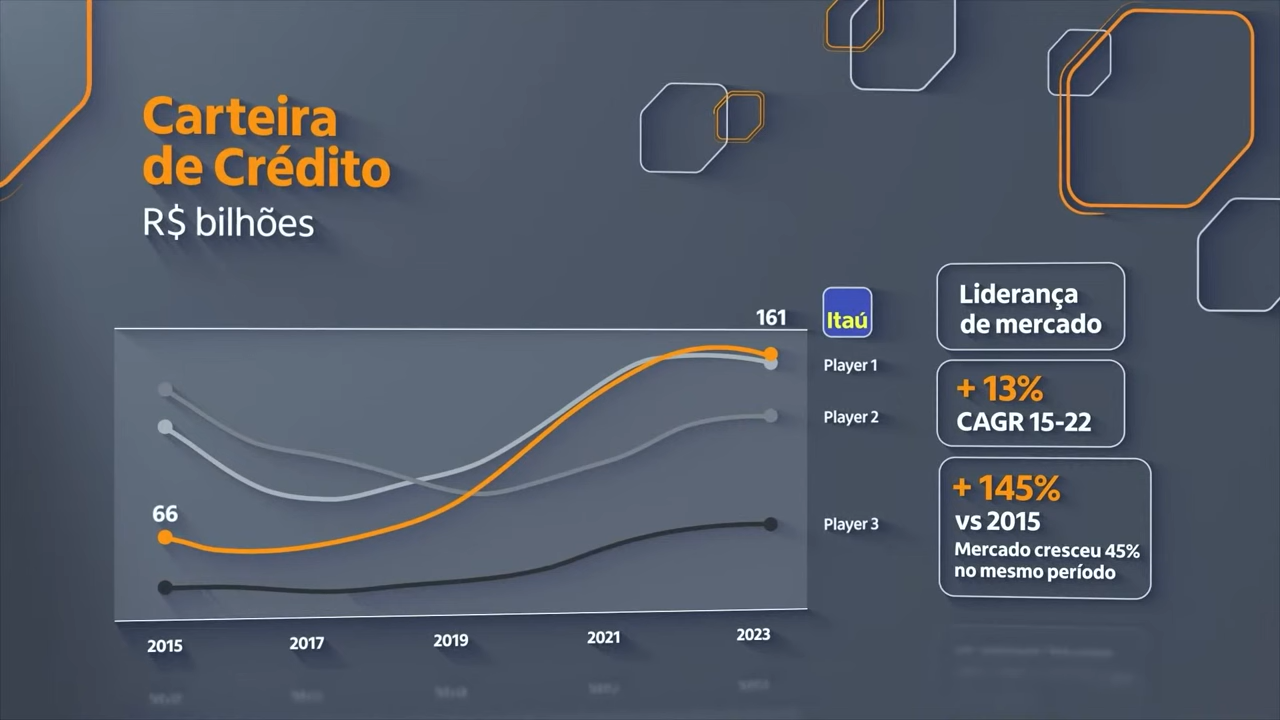 Carteira
de Crédito
R$ bilhões
161
Itaú
Player 1
Player 2
66
Player 3
2015
2017
2019
2021
2023
Liderança
de mercado
+ 13%
CAGR 15-22
+ 145%
vs 2015
Mercado cresceu 45%
no mesmo período